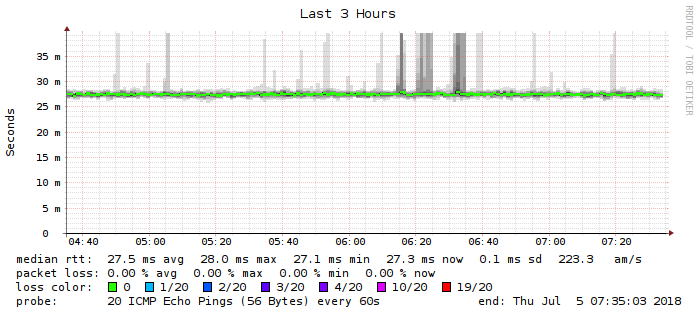 Last 3 Hours
RRDTOOL / TOBI OETIKER
Seconds
35 m
30 m
25 m
20 m
15 m
10 m
5 m
0
04:40 05:00 05:20 05:40 06:00 06:20 06:40 07:00 07:20
median rtt: 27.5 ms avg 28.0 ms max 27.1 ms min 27.3 ms now 0.1 ms sd 223.3 am/s
packet loss: 0.00 % avg 0.00 % max 0.00 % min 0.00 % now
loss color: 0 1/20 2/20 3/20 4/20 10/20 19/20
probe: 20 ICMP Echo Pings (56 Bytes) every 60s end: Thu Jul 5 07:35:03 2018